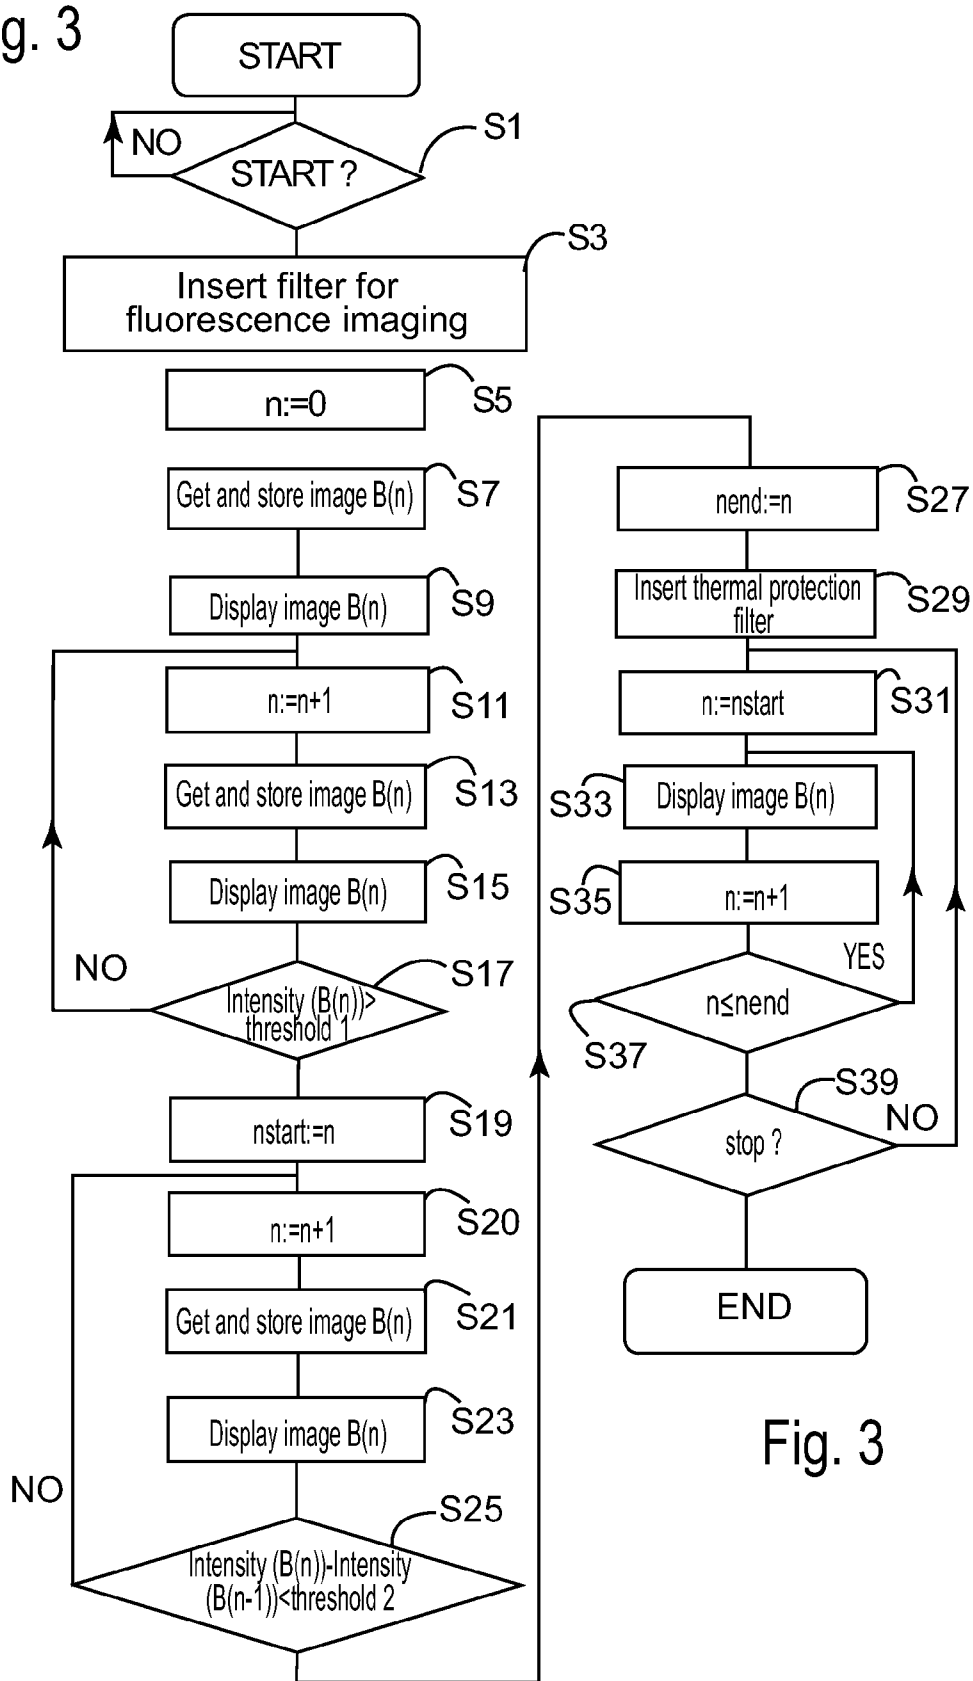 g. 3
START
NO
START ?
S1
S3
Insert filter for
fluorescence imaging
n:=0
S5
Get and store image B(n)
S7
Display image B(n)
S9
n:=n+1
S11
Get and store image B(n)
S13
Display image B(n)
S15
NO
Intensity (B(n))>
threshold 1
S17
nstart:=n
S19
n:=n+1
S20
Get and store image B(n)
S21
Display image B(n)
S23
NO
S25
Intensity (B(n))-Intensity
(B(n-1))<threshold 2
nend:=n
S27
Insert thermal protection
filter
S29
n:=nstart
S31
S33
Display image B(n)
S35
n:=n+1
YES
n≤nend
S37
S39
NO
stop ?
END
Fig. 3